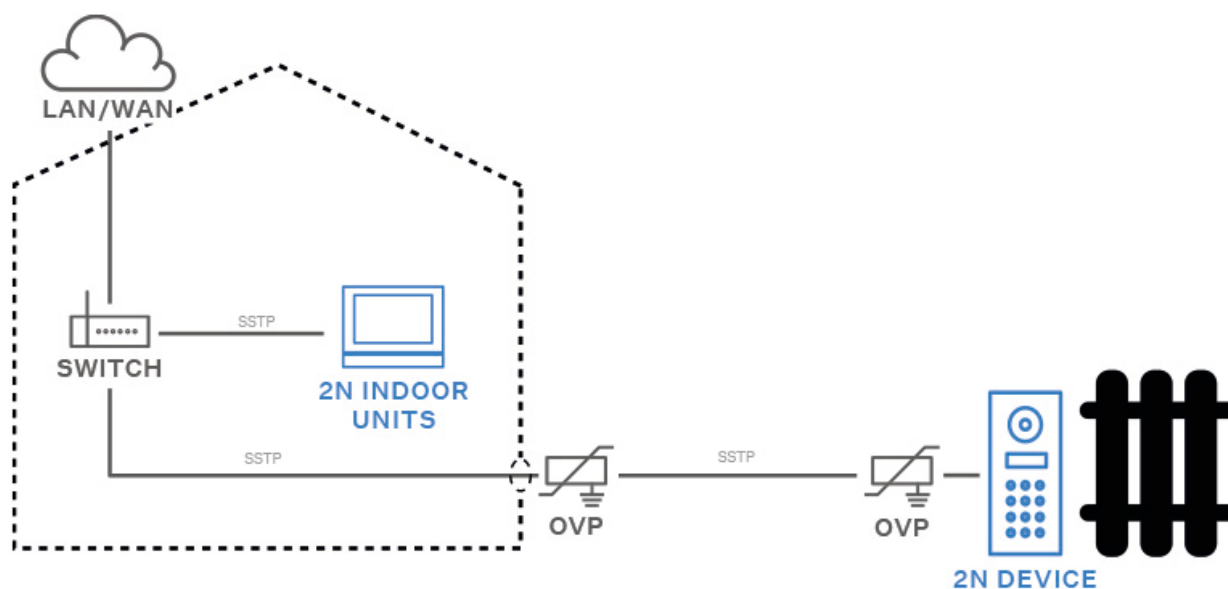 LAN/WAN
SSTP
SWITCH
2N INDOOR
UNITS
SSTP
SSTP
OVP
OVP
2N DEVICE